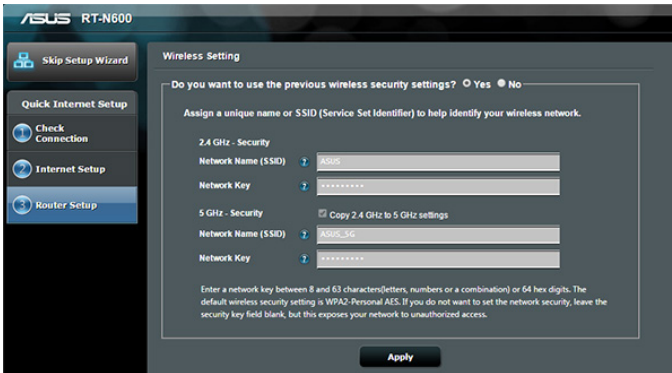 ASUS RT-N600
Skip Setup Wizard
Quick Internet Setup
1 Check
Connection
2 Internet Setup
3 Router Setup
Wireless Setting
Do you want to use the previous wireless security settings? Yes No
Assign a unique name or SSID (Service Set Identifier) to help identify your wireless network.
2.4 GHz - Security
Network Name (SSID) ? ASUS
Network Key ? •••••••••
5 GHz - Security Copy 2.4 GHz to 5 GHz settings
Network Name (SSID) ? ASUS_5G
Network Key ? •••••••••
Enter a network key between 8 and 63 characters(letters, numbers or a combination) or 64 hex digits. The
default wireless security setting is WPA2-Personal AES. If you do not want to set the network security, leave the
security key field blank, but this exposes your network to unauthorized access.
Apply